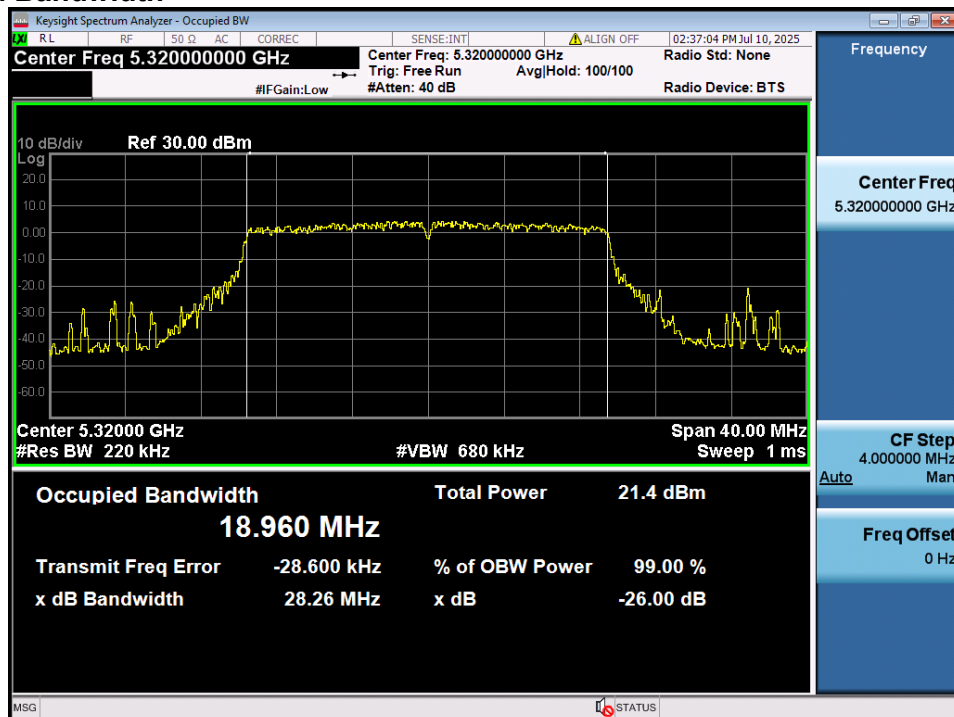 Keysight Spectrum Analyzer - Occupied BW
LXI RL RF 50 Ω AC CORREC SENSE:INT ALIGN OFF 02:37:04 PM Jul 10, 2025
Center Freq 5.320000000 GHz
Center Freq: 5.320000000 GHz
Radio Std: None
Trig: Free Run Avg|Hold: 100/100
#IFGain:Low #Atten: 40 dB Radio Device: BTS
10 dB/div Ref 30.00 dBm
Log
20.0
10.0
0.00
-10.0
-20.0
-30.0
-40.0
-50.0
-60.0
Center 5.32000 GHz Span 40.00 MHz
#Res BW 220 kHz #VBW 680 kHz Sweep 1 ms
Occupied Bandwidth Total Power 21.4 dBm
18.960 MHz
Transmit Freq Error -28.600 kHz % of OBW Power 99.00 %
x dB Bandwidth 28.26 MHz x dB -26.00 dB
Frequency
Center Freq
5.320000000 GHz
CF Step
4.000000 MHz
Auto Man
Freq Offset
0 Hz
MSG STATUS